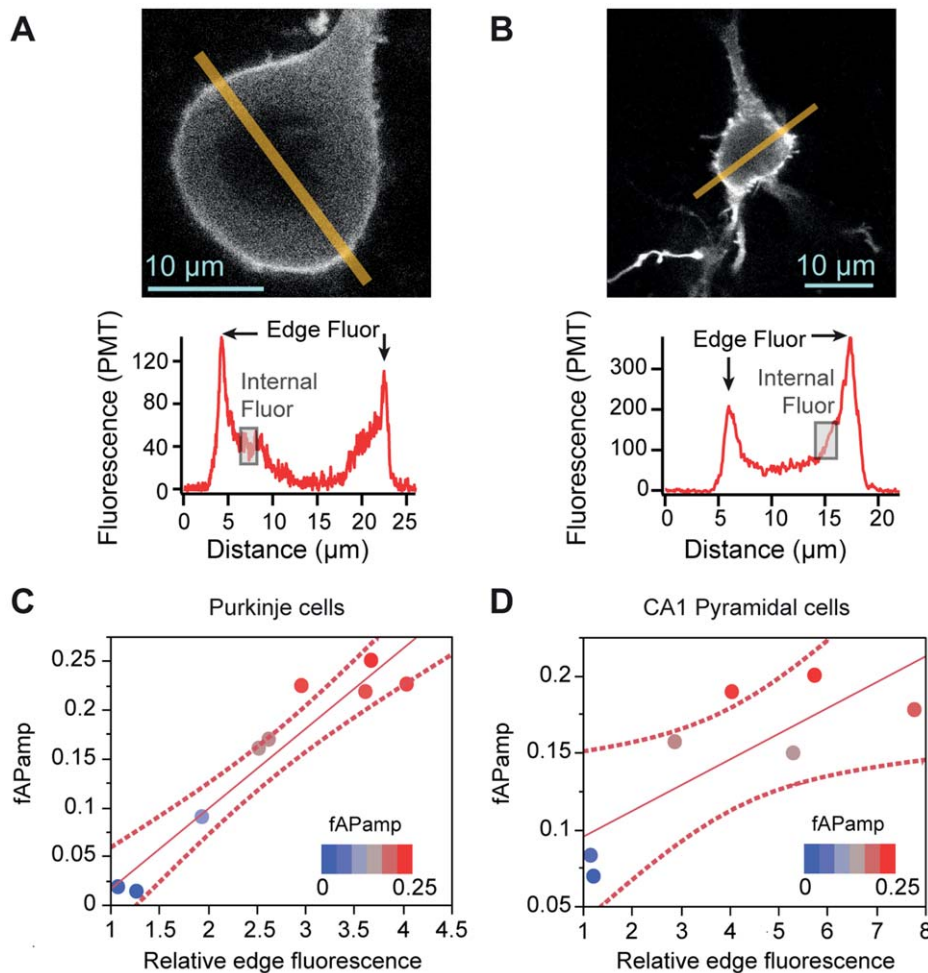 A
B
10 µm
10 µm
Edge Fluor
Internal
Fluor
Fluorescence (PMT)
120
80
40
0
0 5 10 15 20 25
Distance (µm)
Edge Fluor
Internal
Fluor
Fluorescence (PMT)
300
200
100
0
0 5 10 15 20
Distance (µm)
C
Purkinje cells
fAPamp
0.25
0.2
0.15
0.1
0.05
0
fAPamp
0 0.25
1 1.5 2 2.5 3 3.5 4 4.5
Relative edge fluorescence
D
CA1 Pyramidal cells
fAPamp
0.2
0.15
0.1
0.05
fAPamp
0 0.25
1 2 3 4 5 6 7 8
Relative edge fluorescence